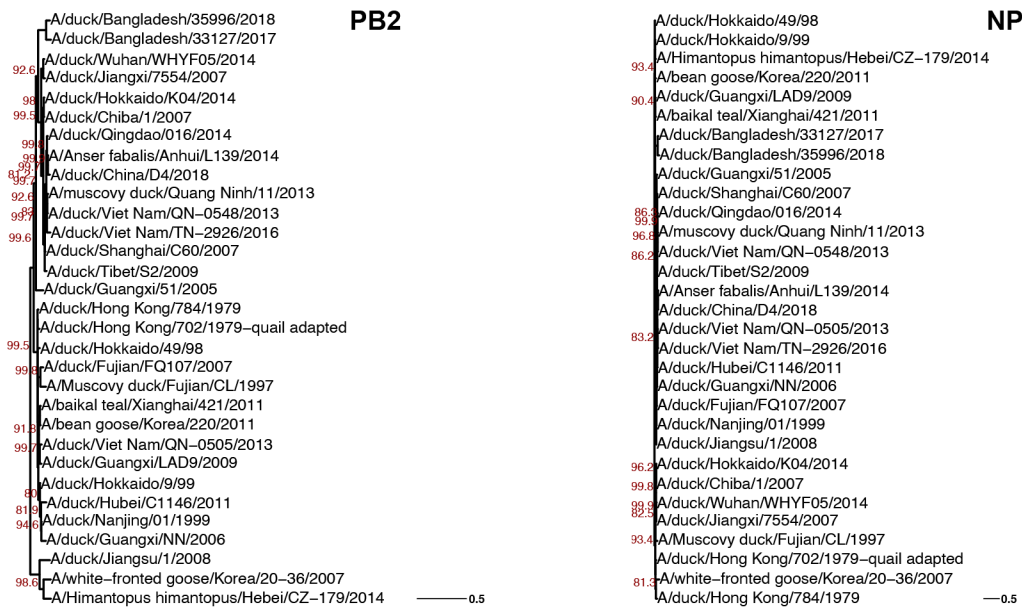 PB2
A/duck/Bangladesh/35996/2018
A/duck/Bangladesh/33127/2017
A/duck/Wuhan/WHYF05/2014
92.6
A/duck/Jiangxi/7554/2007
A/duck/Hokkaido/K04/2014
98
A/duck/Chiba/1/2007
99.5
A/duck/Qingdao/016/2014
A/Anser fabalis/Anhui/L139/2014
A/duck/China/D4/2018
A/muscovy duck/Quang Ninh/11/2013
92.6
A/duck/Viet Nam/QN−0548/2013
A/duck/Viet Nam/TN−2926/2016
99.6
A/duck/Shanghai/C60/2007
A/duck/Tibet/S2/2009
A/duck/Guangxi/51/2005
A/duck/Hong Kong/784/1979
A/duck/Hong Kong/702/1979−quail adapted
99.5
A/duck/Hokkaido/49/98
A/duck/Fujian/FQ107/2007
99.8
A/Muscovy duck/Fujian/CL/1997
A/baikal teal/Xianghai/421/2011
A/bean goose/Korea/220/2011
91.8
A/duck/Viet Nam/QN−0505/2013
99.7
A/duck/Guangxi/LAD9/2009
A/duck/Hokkaido/9/99
80
A/duck/Hubei/C1146/2011
81.9
A/duck/Nanjing/01/1999
94.6
A/duck/Guangxi/NN/2006
A/duck/Jiangsu/1/2008
A/white−fronted goose/Korea/20−36/2007
98.6
A/Himantopus himantopus/Hebei/CZ−179/2014
0.5
NP
A/duck/Hokkaido/49/98
A/duck/Hokkaido/9/99
A/Himantopus himantopus/Hebei/CZ−179/2014
93.4
A/bean goose/Korea/220/2011
A/duck/Guangxi/LAD9/2009
90.4
A/baikal teal/Xianghai/421/2011
A/duck/Bangladesh/33127/2017
A/duck/Bangladesh/35996/2018
A/duck/Guangxi/51/2005
A/duck/Shanghai/C60/2007
A/duck/Qingdao/016/2014
99.9
A/muscovy duck/Quang Ninh/11/2013
96.8
A/duck/Viet Nam/QN−0548/2013
86.2
A/duck/Tibet/S2/2009
A/Anser fabalis/Anhui/L139/2014
A/duck/China/D4/2018
A/duck/Viet Nam/QN−0505/2013
83.2
A/duck/Viet Nam/TN−2926/2016
A/duck/Hubei/C1146/2011
A/duck/Guangxi/NN/2006
A/duck/Fujian/FQ107/2007
A/duck/Nanjing/01/1999
A/duck/Jiangsu/1/2008
A/duck/Hokkaido/K04/2014
96.2
A/duck/Chiba/1/2007
99.8
A/duck/Wuhan/WHYF05/2014
99.9
82.5
A/duck/Jiangxi/7554/2007
A/Muscovy duck/Fujian/CL/1997
93.4
A/duck/Hong Kong/702/1979−quail adapted
A/white−fronted goose/Korea/20−36/2007
81.3
A/duck/Hong Kong/784/1979
0.5